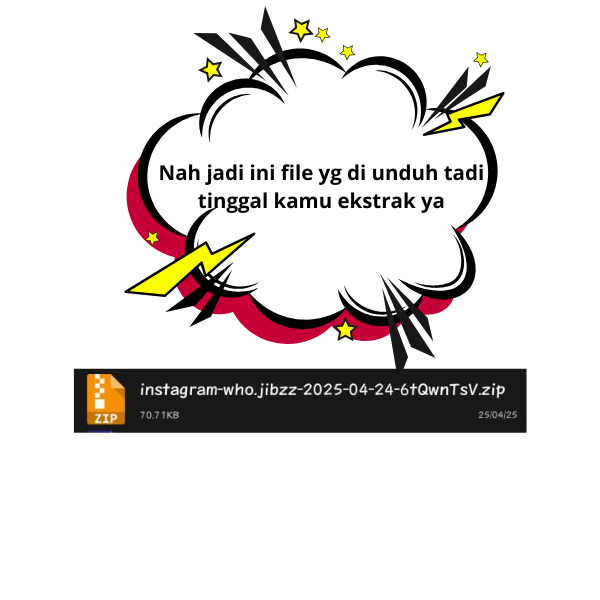 Nah jadi ini file yg di unduh tadi
tinggal kamu ekstrak ya
instagram-who.jibzz-2025-04-24-6tQwnTsV.zip
ZIP
70.71KB
25/04/25